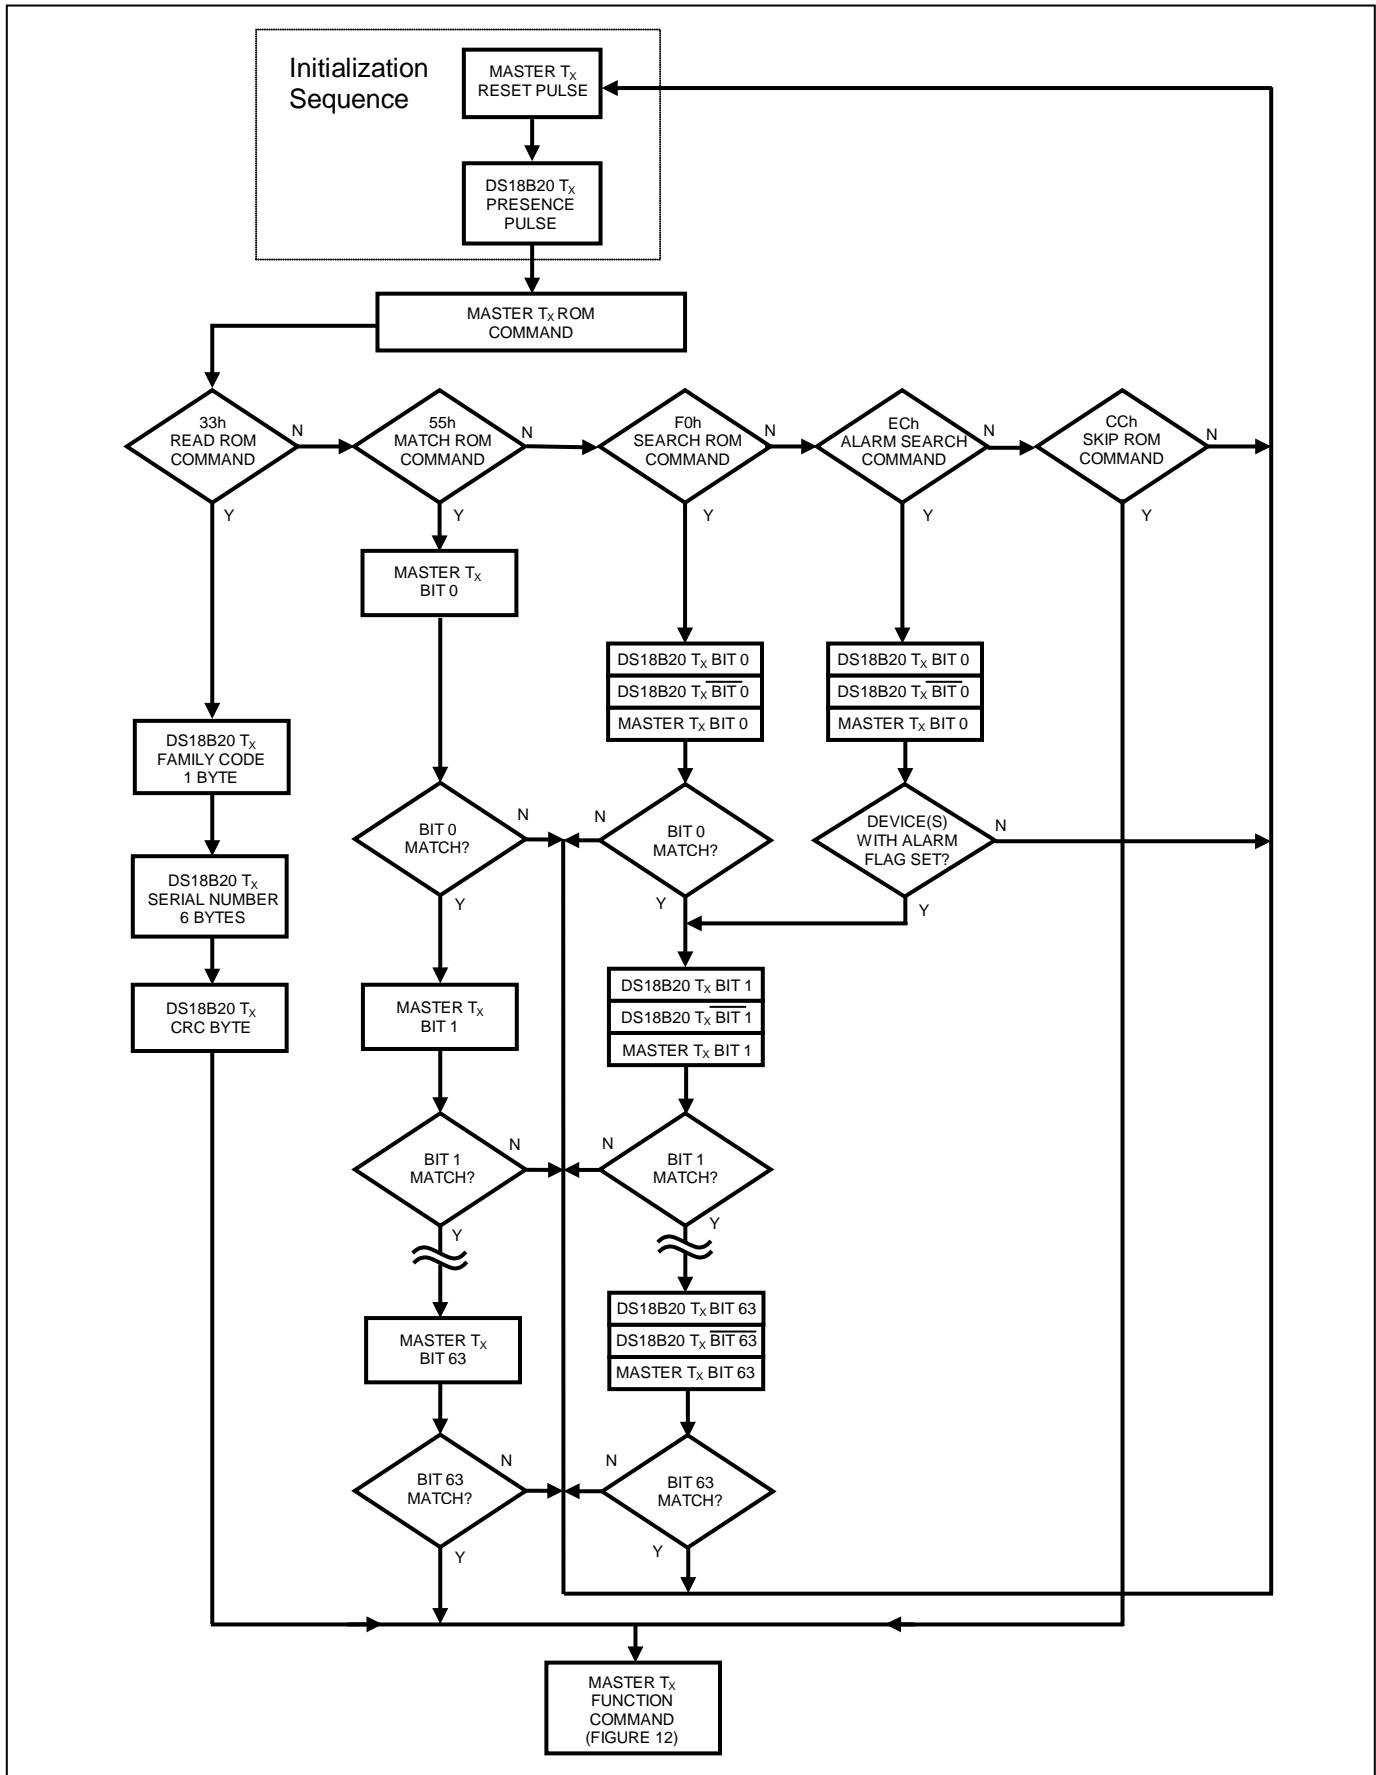 Initialization
Sequence
MASTER TX
RESET PULSE
DS18B20 TX
PRESENCE
PULSE
MASTER TX ROM
COMMAND
33h
READ ROM
COMMAND
N
Y
55h
MATCH ROM
COMMAND
N
Y
F0h
SEARCH ROM
COMMAND
N
Y
ECh
ALARM SEARCH
COMMAND
N
Y
CCh
SKIP ROM
COMMAND
N
Y
DS18B20 TX
FAMILY CODE
1 BYTE
DS18B20 TX
SERIAL NUMBER
6 BYTES
DS18B20 TX
CRC BYTE
MASTER TX
BIT 0
BIT 0
MATCH?
N
Y
MASTER TX
BIT 1
BIT 1
MATCH?
N
Y
MASTER TX
BIT 63
BIT 63
MATCH?
N
Y
DS18B20 TX BIT 0
DS18B20 TX BIT 0
MASTER TX BIT 0
N
BIT 0
MATCH?
Y
DS18B20 TX BIT 1
DS18B20 TX BIT 1
MASTER TX BIT 1
N
BIT 1
MATCH?
Y
DS18B20 TX BIT 63
DS18B20 TX BIT 63
MASTER TX BIT 63
N
BIT 63
MATCH?
Y
DS18B20 TX BIT 0
DS18B20 TX BIT 0
MASTER TX BIT 0
DEVICE(S)
WITH ALARM
FLAG SET?
N
Y
MASTER TX
FUNCTION
COMMAND
(FIGURE 12)